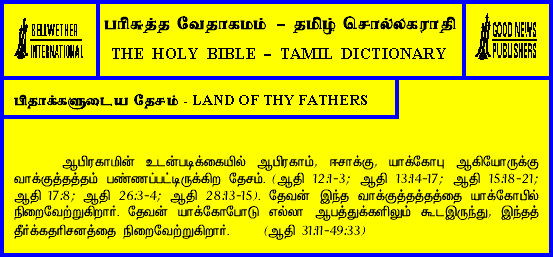 BELLWETHER
INTERNATIONAL
பரிசுத்த வேதாகமம் – தமிழ் சொல்லகராதி
THE HOLY BIBLE – TAMIL DICTIONARY
GOOD NEWS
PUBLISHERS
பிதாக்களுடைய தேசம் - LAND OF THY FATHERS
ஆபிரகாமின் உடன்படிக்கையில் ஆபிரகாம், ஈசாக்கு, யாக்கோபு ஆகியோருக்கு
வாக்குத்தத்தம் பண்ணப்பட்டிருக்கிற தேசம். (ஆதி 12:1-3; ஆதி 13:14-17; ஆதி 15:18-21;
ஆதி 17:8; ஆதி 26:3-4; ஆதி 28:13-15). தேவன் இந்த வாக்குத்தத்தத்தை யாக்கோபில்
நிறைவேற்றுகிறார். தேவன் யாக்கோபோடு எல்லா ஆபத்துக்களிலும் கூடஇருந்து, இந்தத்
தீர்க்கதரிசனத்தை நிறைவேற்றுகிறார். (ஆதி 31:11-49:33)